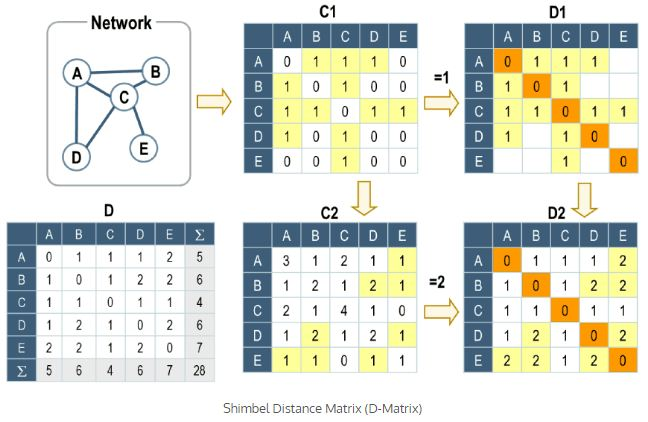 Network
A
B
C
D
E
C1
A B C D E
A 0 1 1 1 0
B 1 0 1 0 0
C 1 1 0 1 1
D 1 0 1 0 0
E 0 0 1 0 0
=1
D1
A B C D E
A 0 1 1 1
B 1 0 1
C 1 1 0 1 1
D 1 1 0
E 1 0
D
A B C D E Σ
A 0 1 1 1 2 5
B 1 0 1 2 2 6
C 1 1 0 1 1 4
D 1 2 1 0 2 6
E 2 2 1 2 0 7
Σ 5 6 4 6 7 28
C2
A B C D E
A 3 1 2 1 1
B 1 2 1 2 1
C 2 1 4 1 0
D 1 2 1 2 1
E 1 1 0 1 1
=2
D2
A B C D E
A 0 1 1 1 2
B 1 0 1 2 2
C 1 1 0 1 1
D 1 2 1 0 2
E 2 2 1 2 0
Shimbel Distance Matrix (D-Matrix)